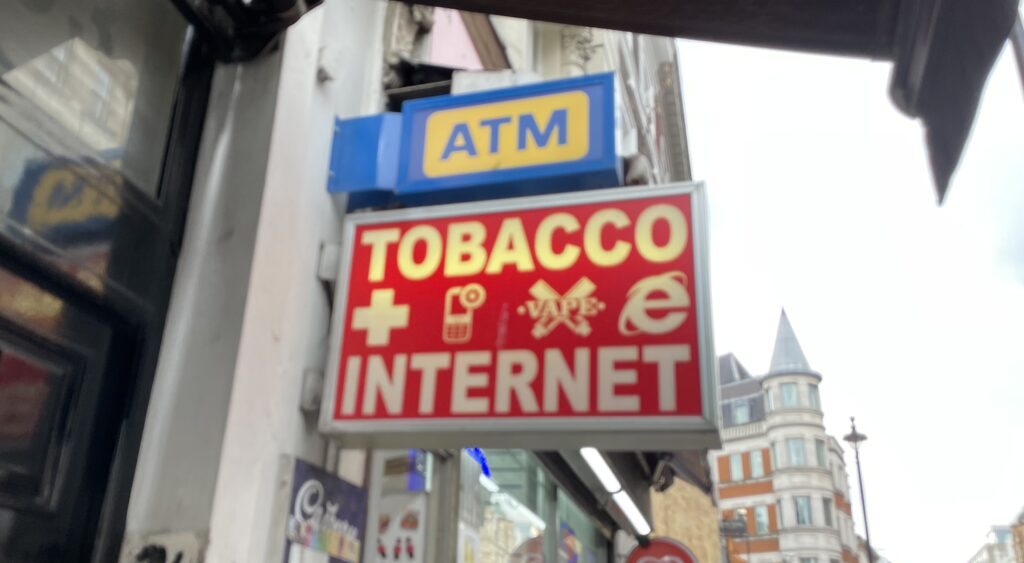 ATM
TOBACCO
VAPE
INTERNET